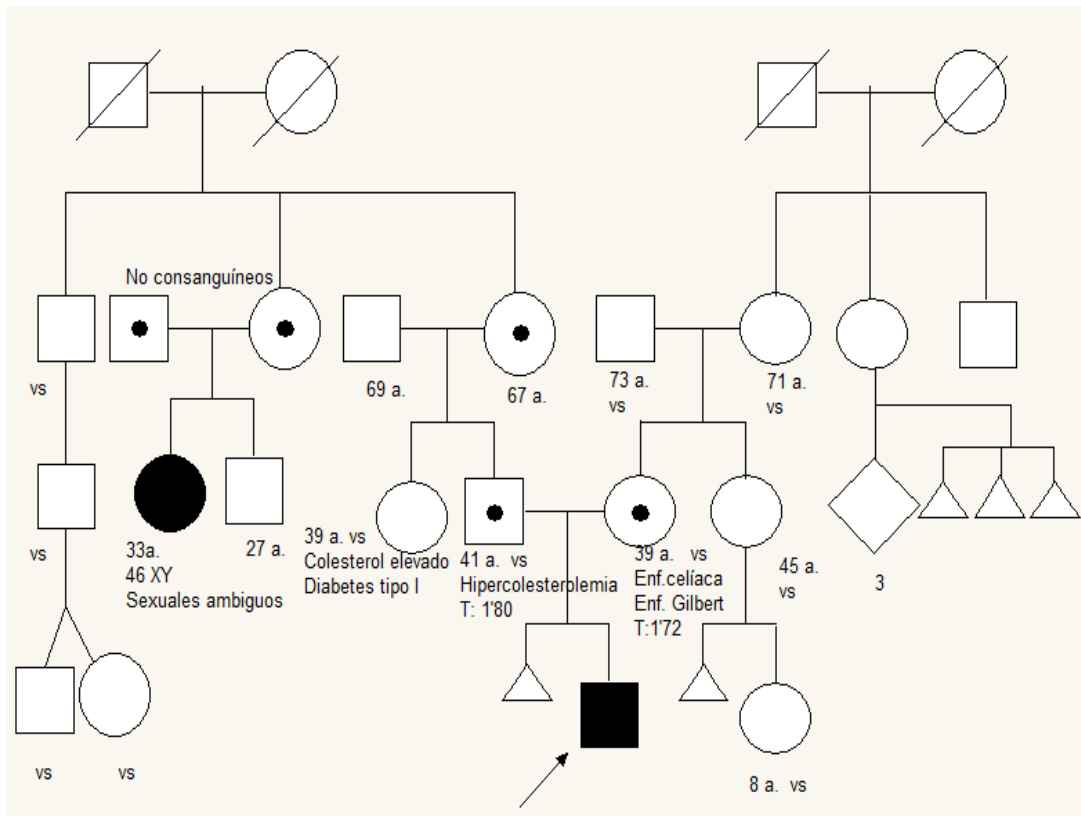 No consanguíneos
vs
69 a.
67 a.
73 a.
vs
71 a.
vs
vs
33a.
46 XY
Sexuales ambiguos
27 a.
39 a. vs
Colesterol elevado
Diabetes tipo I
41 a. vs
Hipercolesterolemia
T: 1'80
39 a. vs
Enf.celíaca
Enf. Gilbert
T:1'72
45 a.
vs
3
vs
vs
8 a. vs